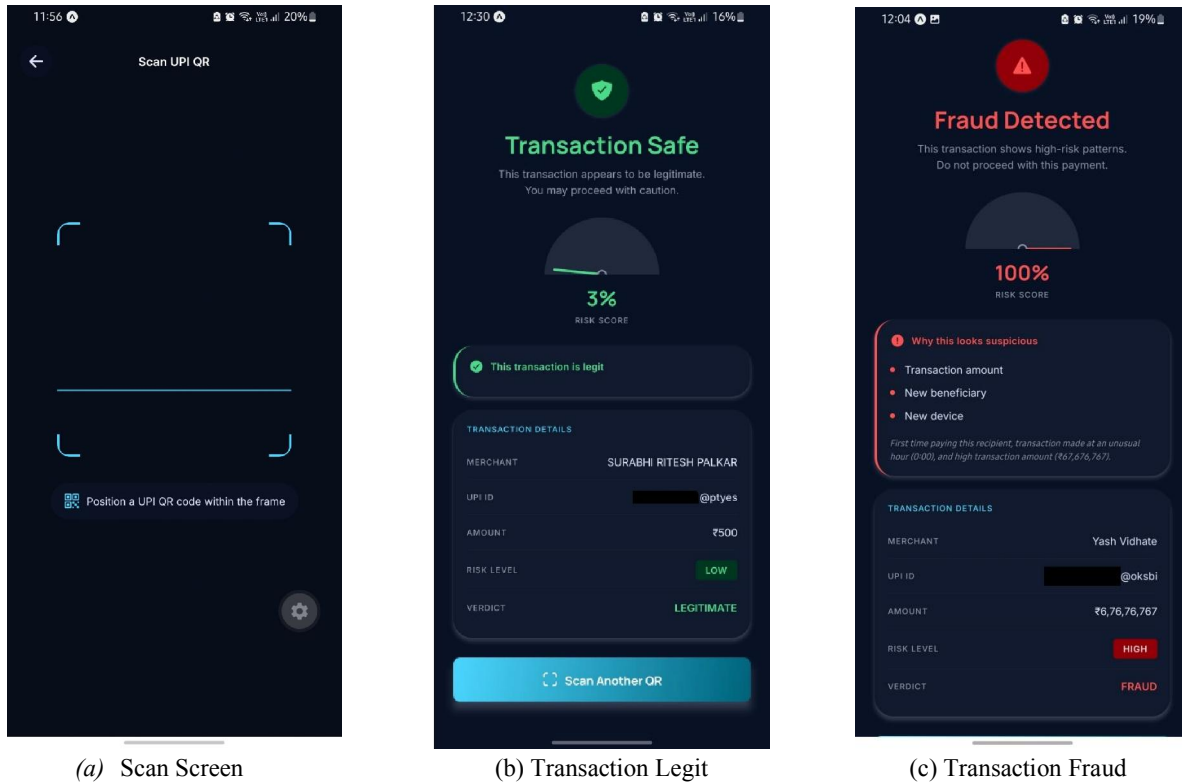 11:56
VoI) LTE1 20%
Scan UPI QR
Position a UPI QR code within the frame
(a) Scan Screen
12:30
VoI) LTE1 16%
Transaction Safe
This transaction appears to be legitimate.
You may proceed with caution.
3%
RISK SCORE
This transaction is legit
TRANSACTION DETAILS
MERCHANT SURABHI RITESH PALKAR
UPI ID @ptyes
AMOUNT ₹500
RISK LEVEL LOW
VERDICT LEGITIMATE
Scan Another QR
(b) Transaction Legit
12:04
VoI) LTE1 19%
Fraud Detected
This transaction shows high-risk patterns.
Do not proceed with this payment.
100%
RISK SCORE
Why this looks suspicious
Transaction amount
New beneficiary
New device
First time paying this recipient, transaction made at an unusual
hour (0:00), and high transaction amount (₹67,676,767).
TRANSACTION DETAILS
MERCHANT Yash Vidhate
UPI ID @oksbi
AMOUNT ₹6,76,76,767
RISK LEVEL HIGH
VERDICT FRAUD
(c) Transaction Fraud